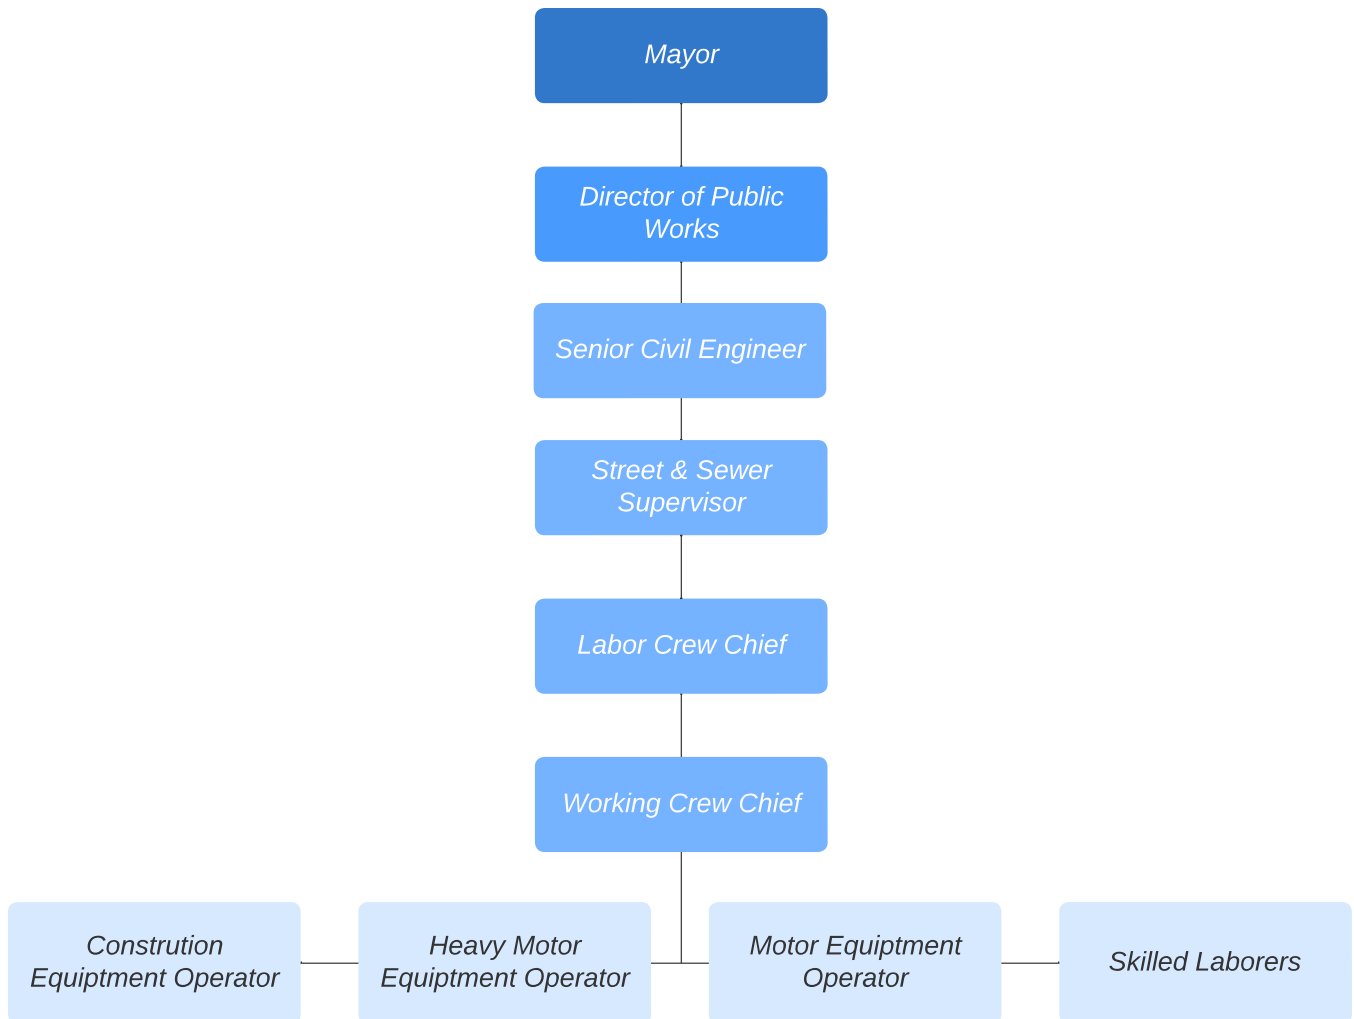 Mayor
Director of Public
Works
Senior Civil Engineer
Street & Sewer
Supervisor
Labor Crew Chief
Working Crew Chief
Constrution
Equiptment Operator
Heavy Motor
Equiptment Operator
Motor Equiptment
Operator
Skilled Laborers